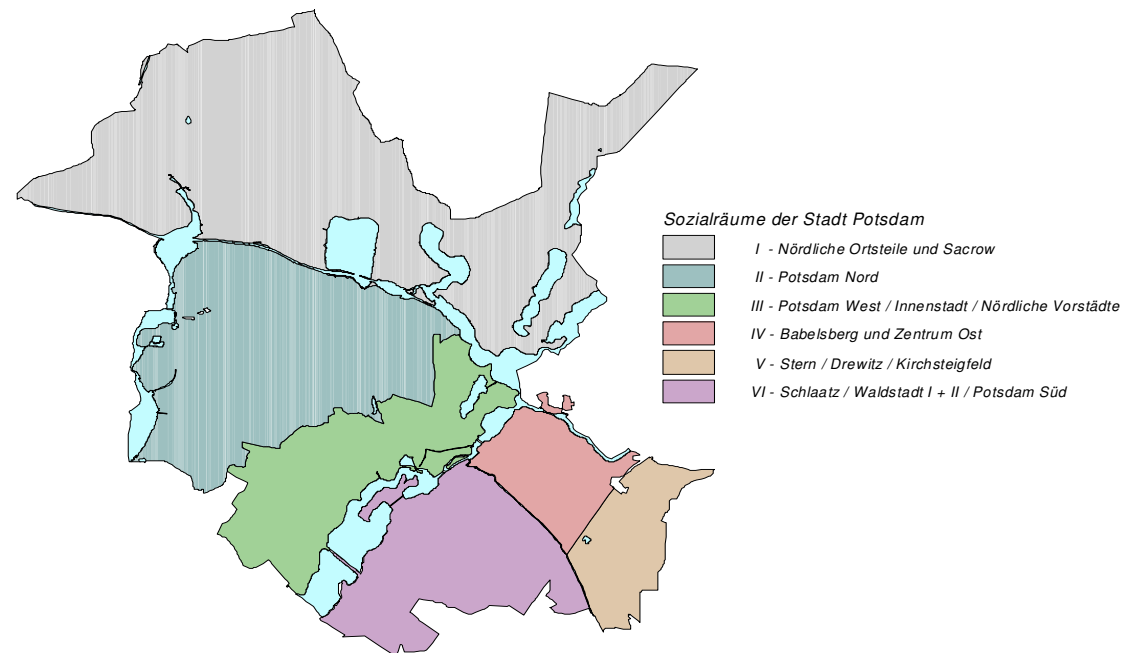 Sozialräume der Stadt Potsdam
I - Nördliche Ortsteile und Sacrow
II - Potsdam Nord
III - Potsdam West / Innenstadt / Nördliche Vorstädte
IV - Babelsberg und Zentrum Ost
V - Stern / Drewitz / Kirchsteigfeld
VI - Schlaatz / Waldstadt I + II / Potsdam Süd